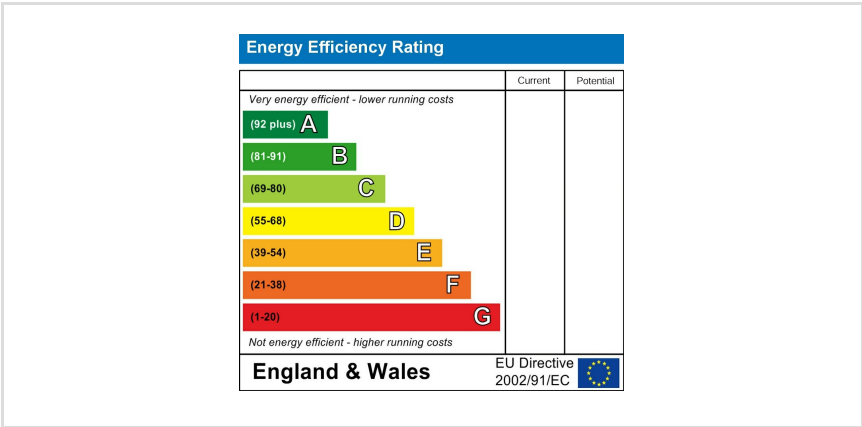 Energy Efficiency Rating
Current Potential
Very energy efficient - lower running costs
(92 plus) A
(81-91) B
(69-80) C
(55-68) D
(39-54) E
(21-38) F
(1-20) G
Not energy efficient - higher running costs
England & Wales
EU Directive
2002/91/EC